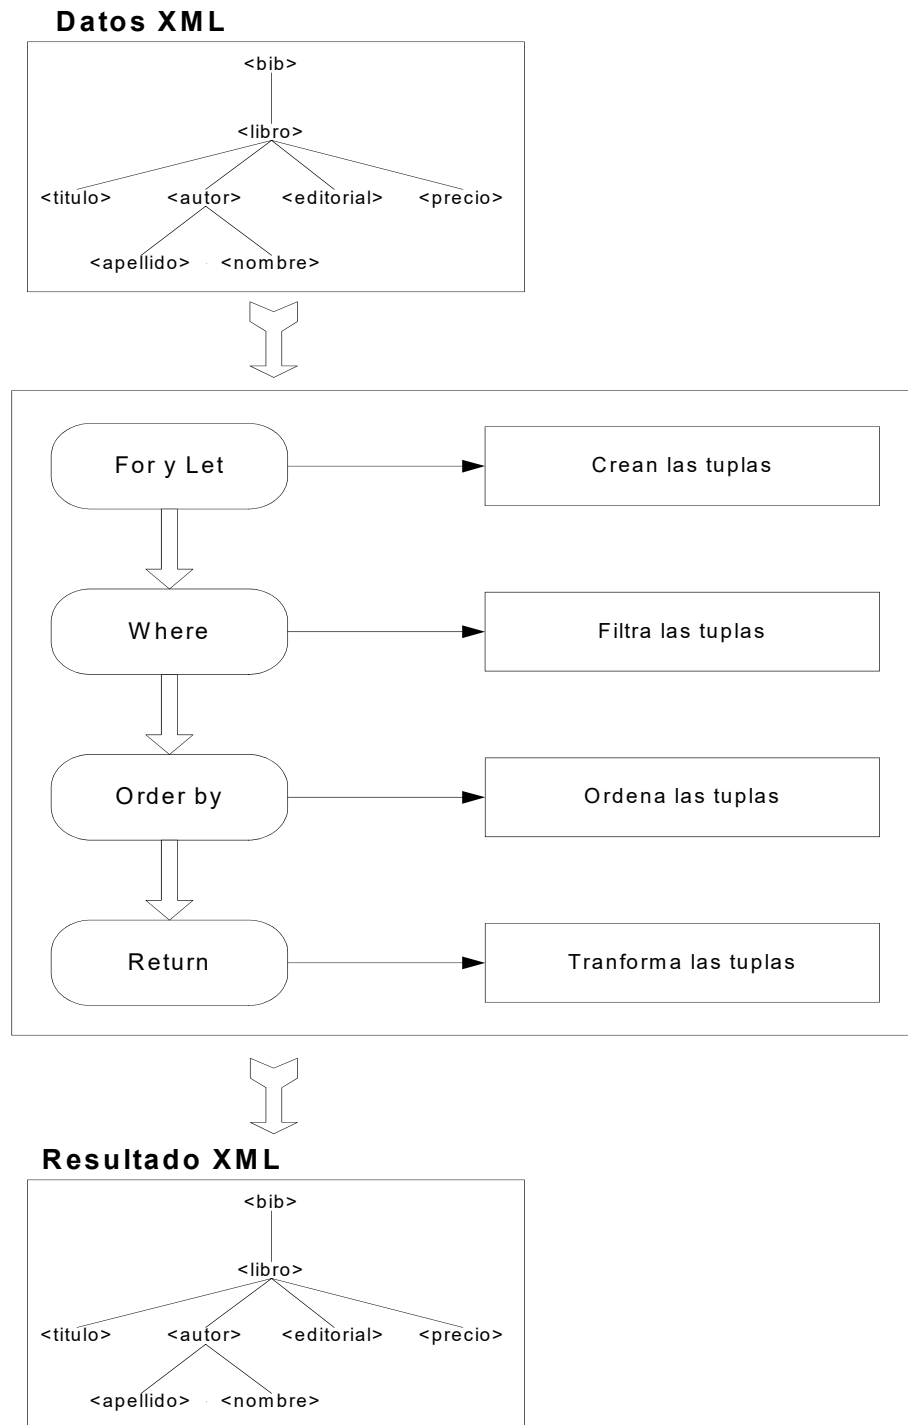 Datos XML
<bib>
<libro>
<titulo> <autor> <editorial> <precio>
<apellido> <nombre>
For y Let
Crean las tuplas
Where
Filtra las tuplas
Order by
Ordena las tuplas
Return
Tranforma las tuplas
Resultado XML
<bib>
<libro>
<titulo> <autor> <editorial> <precio>
<apellido> <nombre>